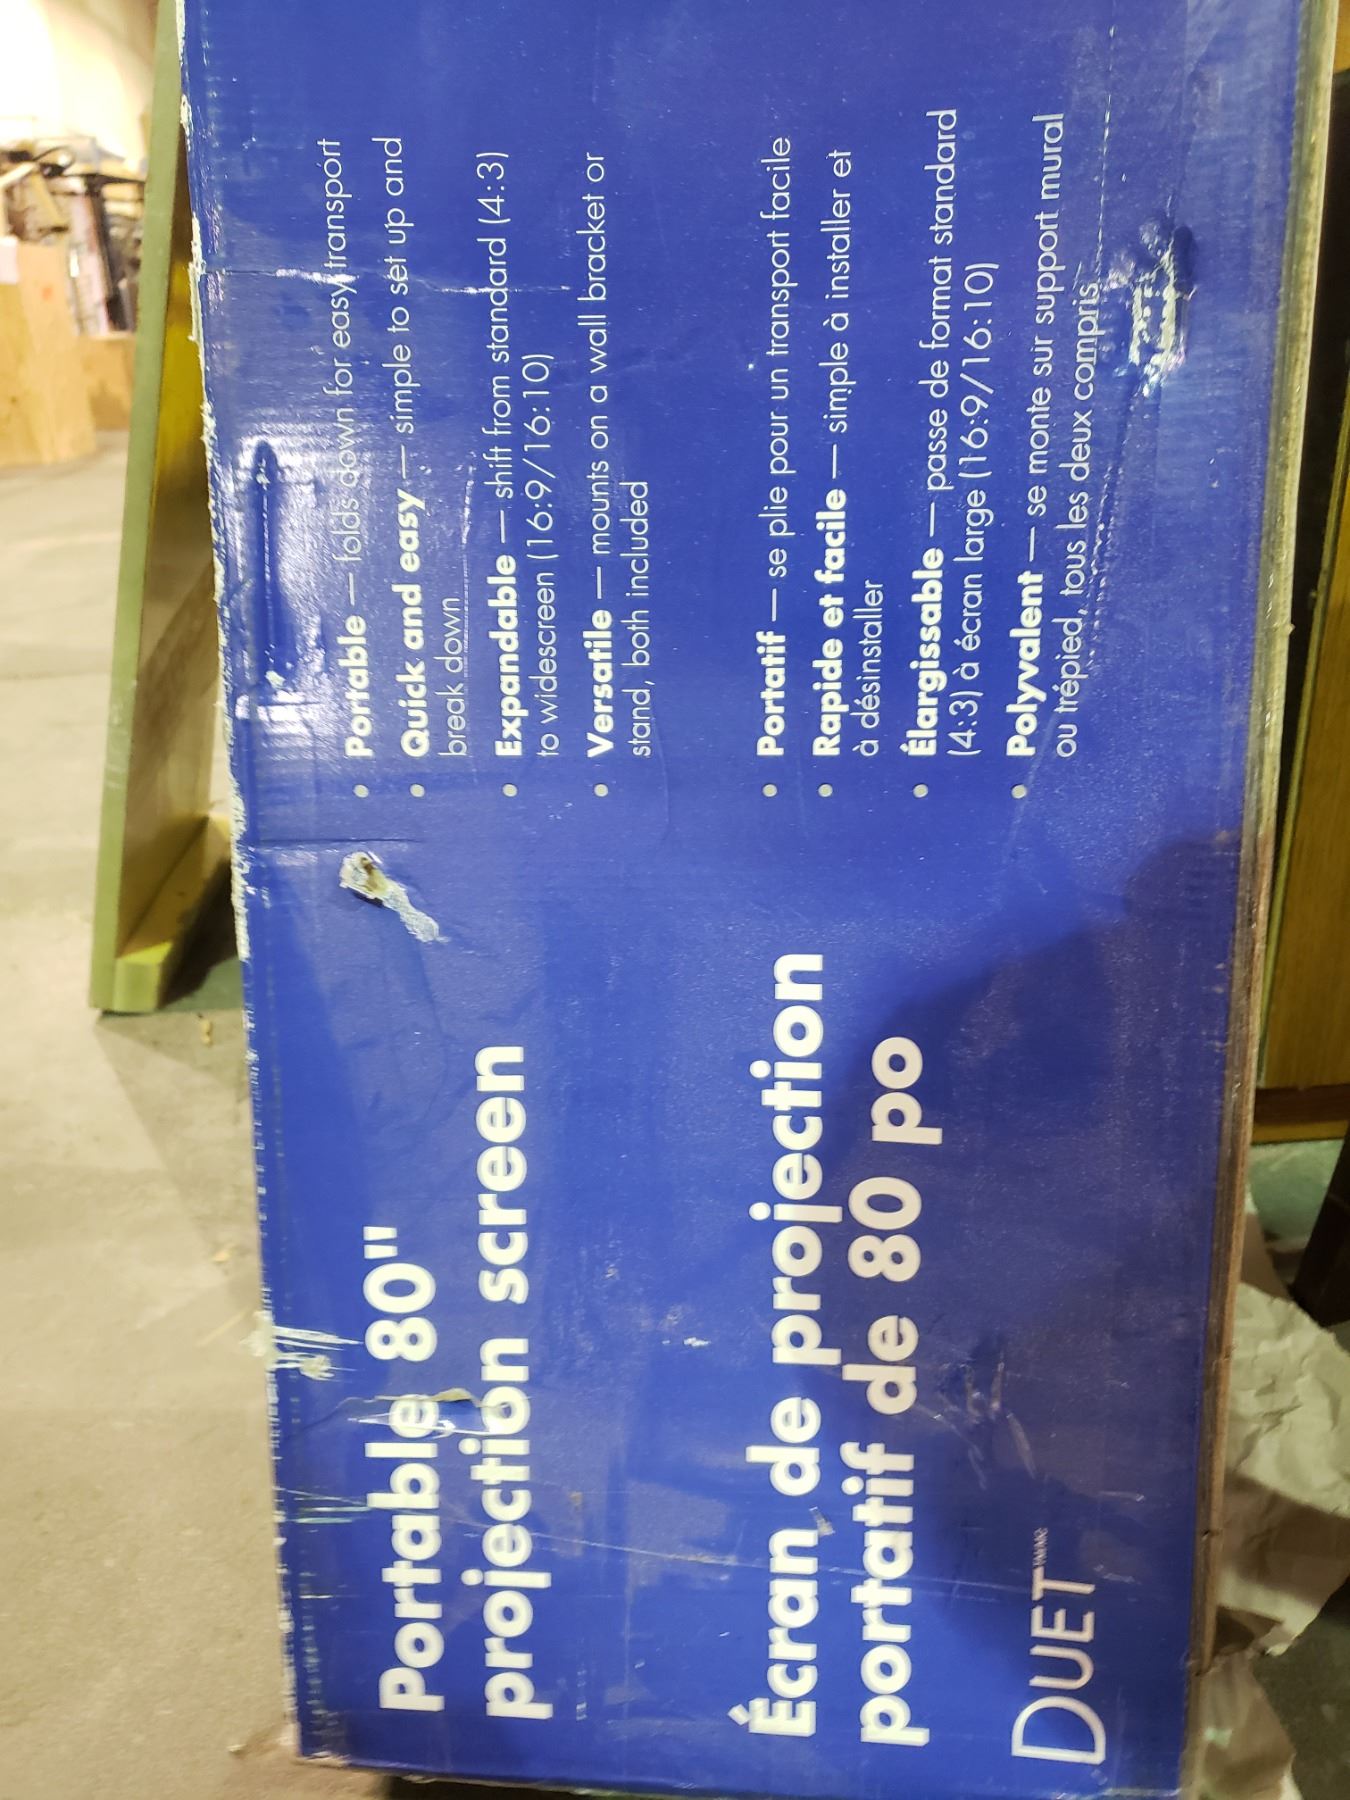 Portable 80"
projection screen
• Portable — folds down for easy transport
• Quick and easy — simple to set up and
break down
• Expandable — shift from standard (4:3)
to widescreen (16:9/16:10)
• Versatile — mounts on a wall bracket or
stand, both included
Écran de projection
portatif de 80 po
• Portatif — se plie pour un transport facile
• Rapide et facile — simple à installer et
à désinstaller
• Élargissable — passe de format standard
(4:3) à écran large (16:9/16:10)
• Polyvalent — se monte sur support mural
ou trépied, tous les deux compris
DUET